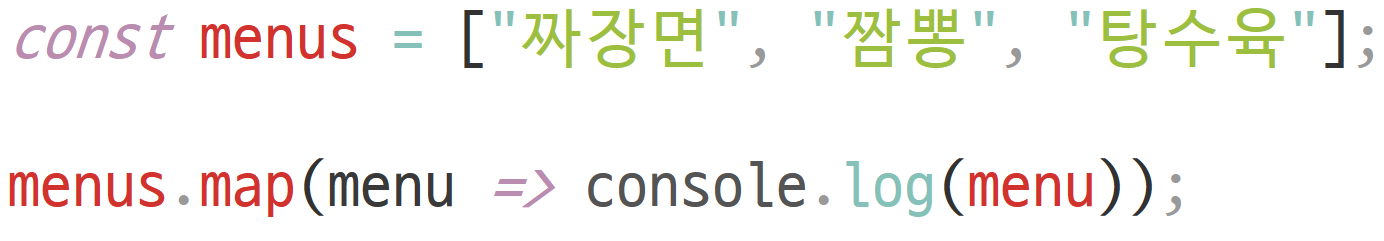 const menus = ["짜장면", "짬뽕", "탕수육"];
menus.map(menu => console.log(menu));